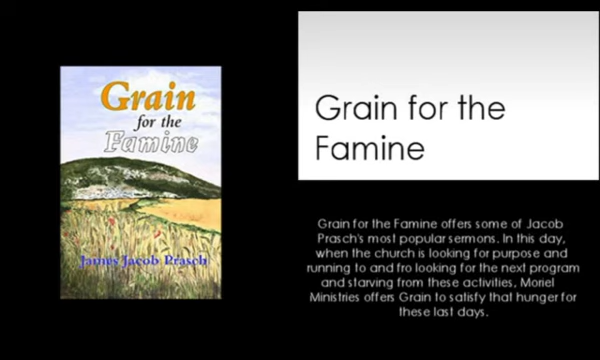 Grain
for the
Famine
James Jacob Prasch
Grain for the
Famine
Grain for the Famine offers some of Jacob
Prasch's most popular sermons. In this day,
when the church is looking for purpose and
running to and fro looking for the next program
and starving from these activities, Moriel
Ministries offers Grain to satisfy that hunger for
these last days.